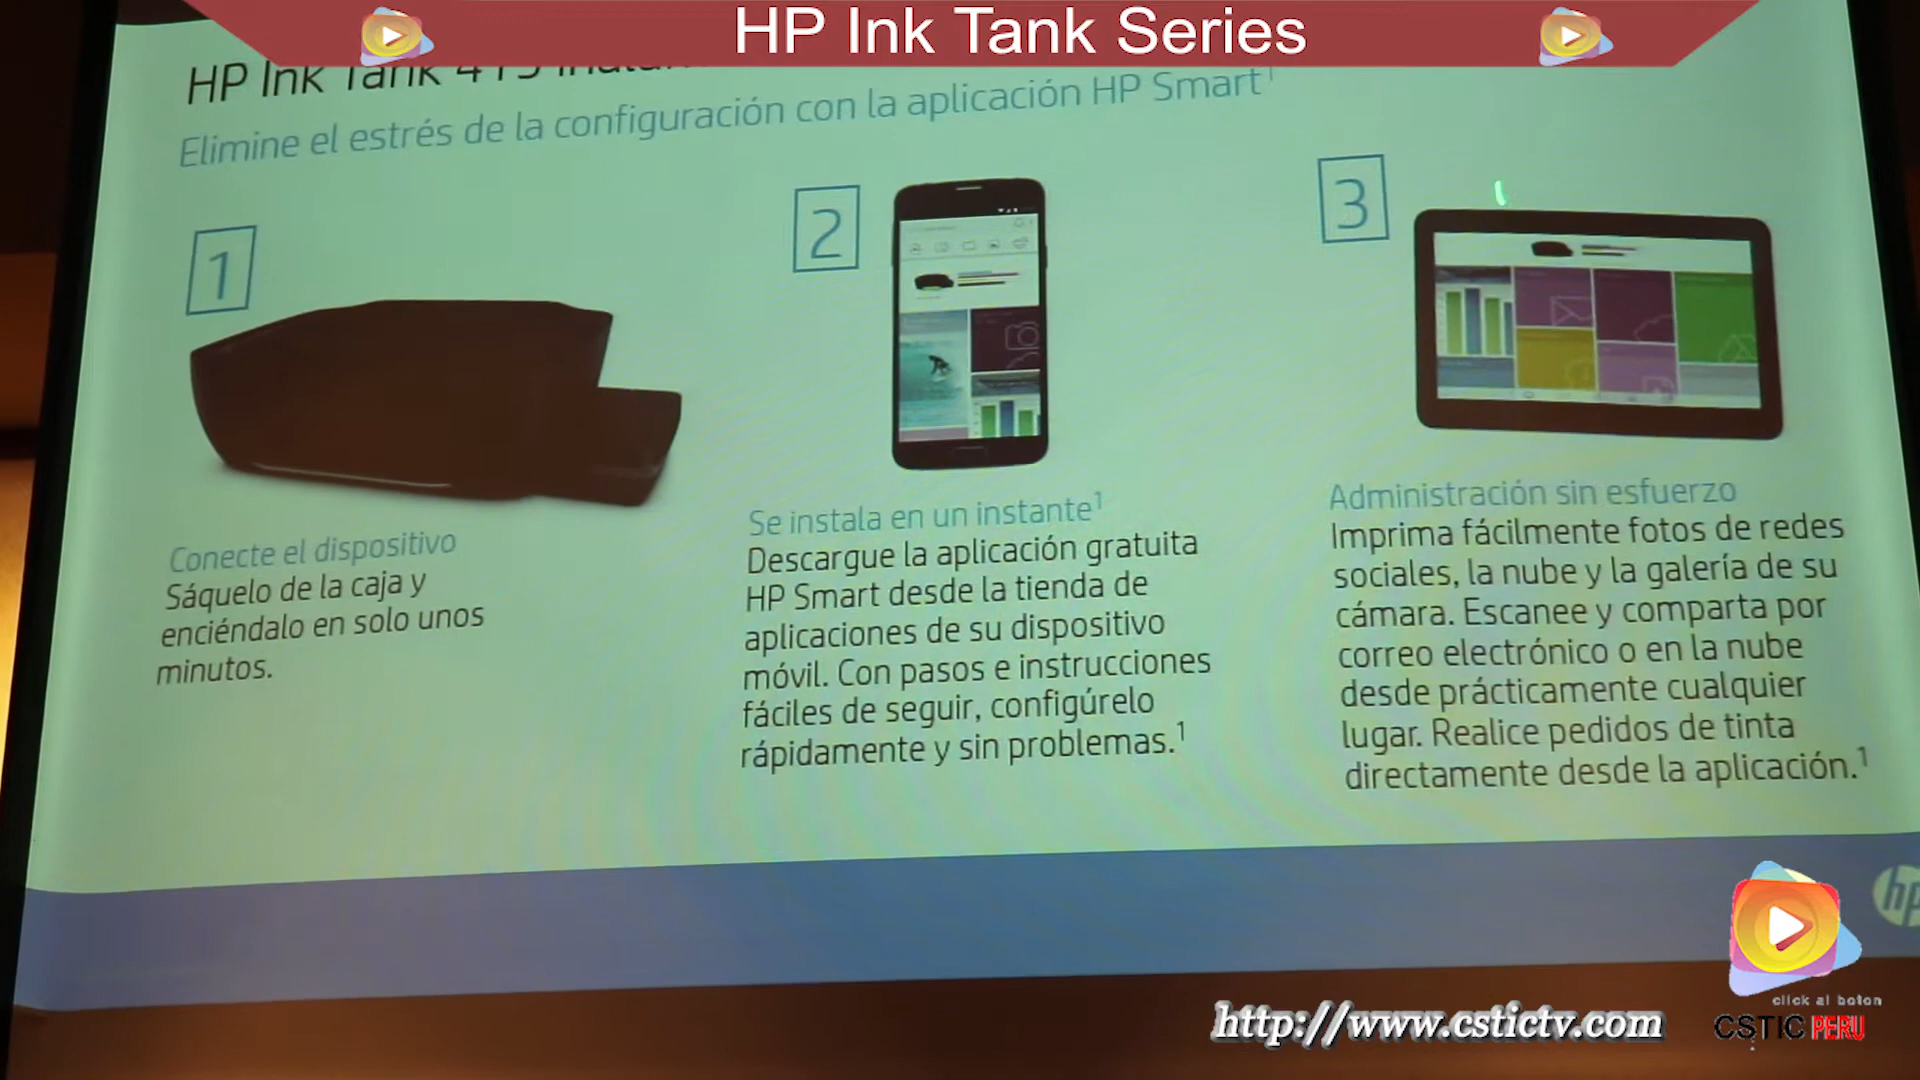 HP Ink Tank Series
HP Ink Tank 415
Elimine el estrés de la configuración con la aplicación HP Smart1
1
2
3
Conecte el dispositivo
Sáquelo de la caja y
enciéndalo en solo unos
minutos.
Se instala en un instante1
Descargue la aplicación gratuita
HP Smart desde la tienda de
aplicaciones de su dispositivo
móvil. Con pasos e instrucciones
fáciles de seguir, configúrelo
rápidamente y sin problemas.1
Administración sin esfuerzo
Imprima fácilmente fotos de redes
sociales, la nube y la galería de su
cámara. Escanee y comparta por
correo electrónico o en la nube
desde prácticamente cualquier
lugar. Realice pedidos de tinta
directamente desde la aplicación.1
hp
click al boton
CSTIC PERU
http://www.cstictv.com